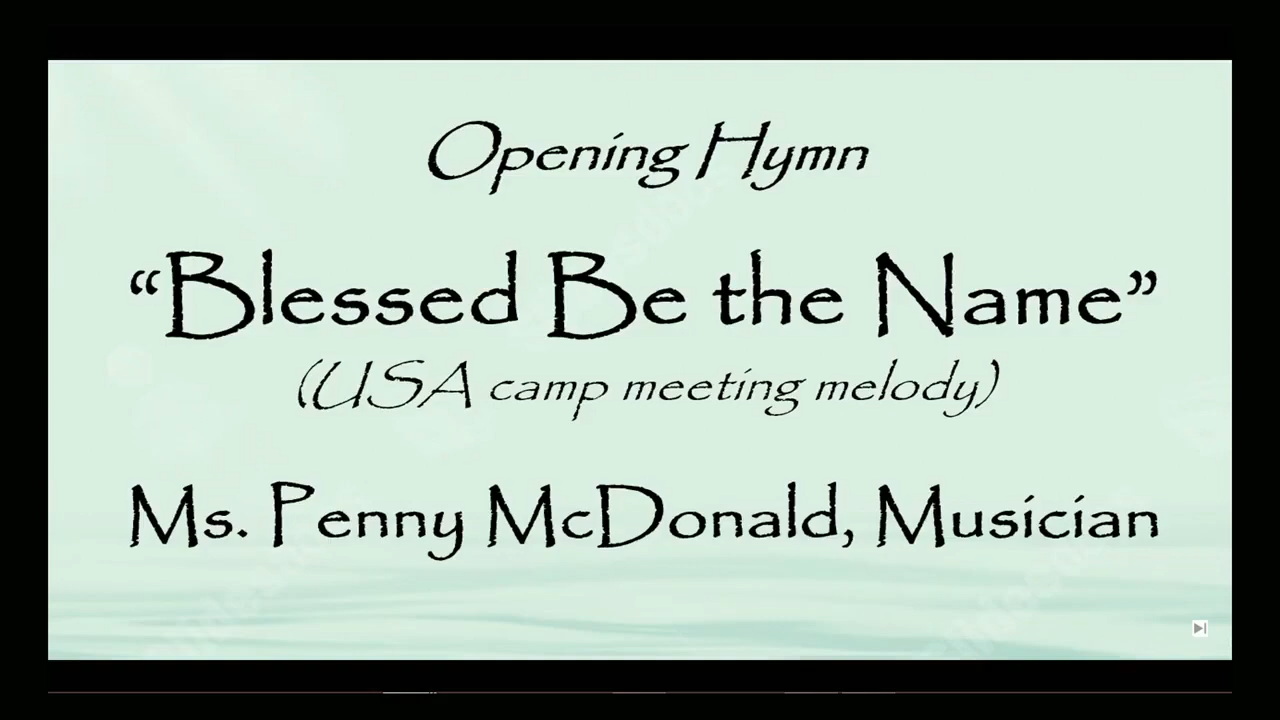 Opening Hymn
“Blessed Be the Name”
(USA camp meeting melody)
Ms. Penny McDonald, Musician